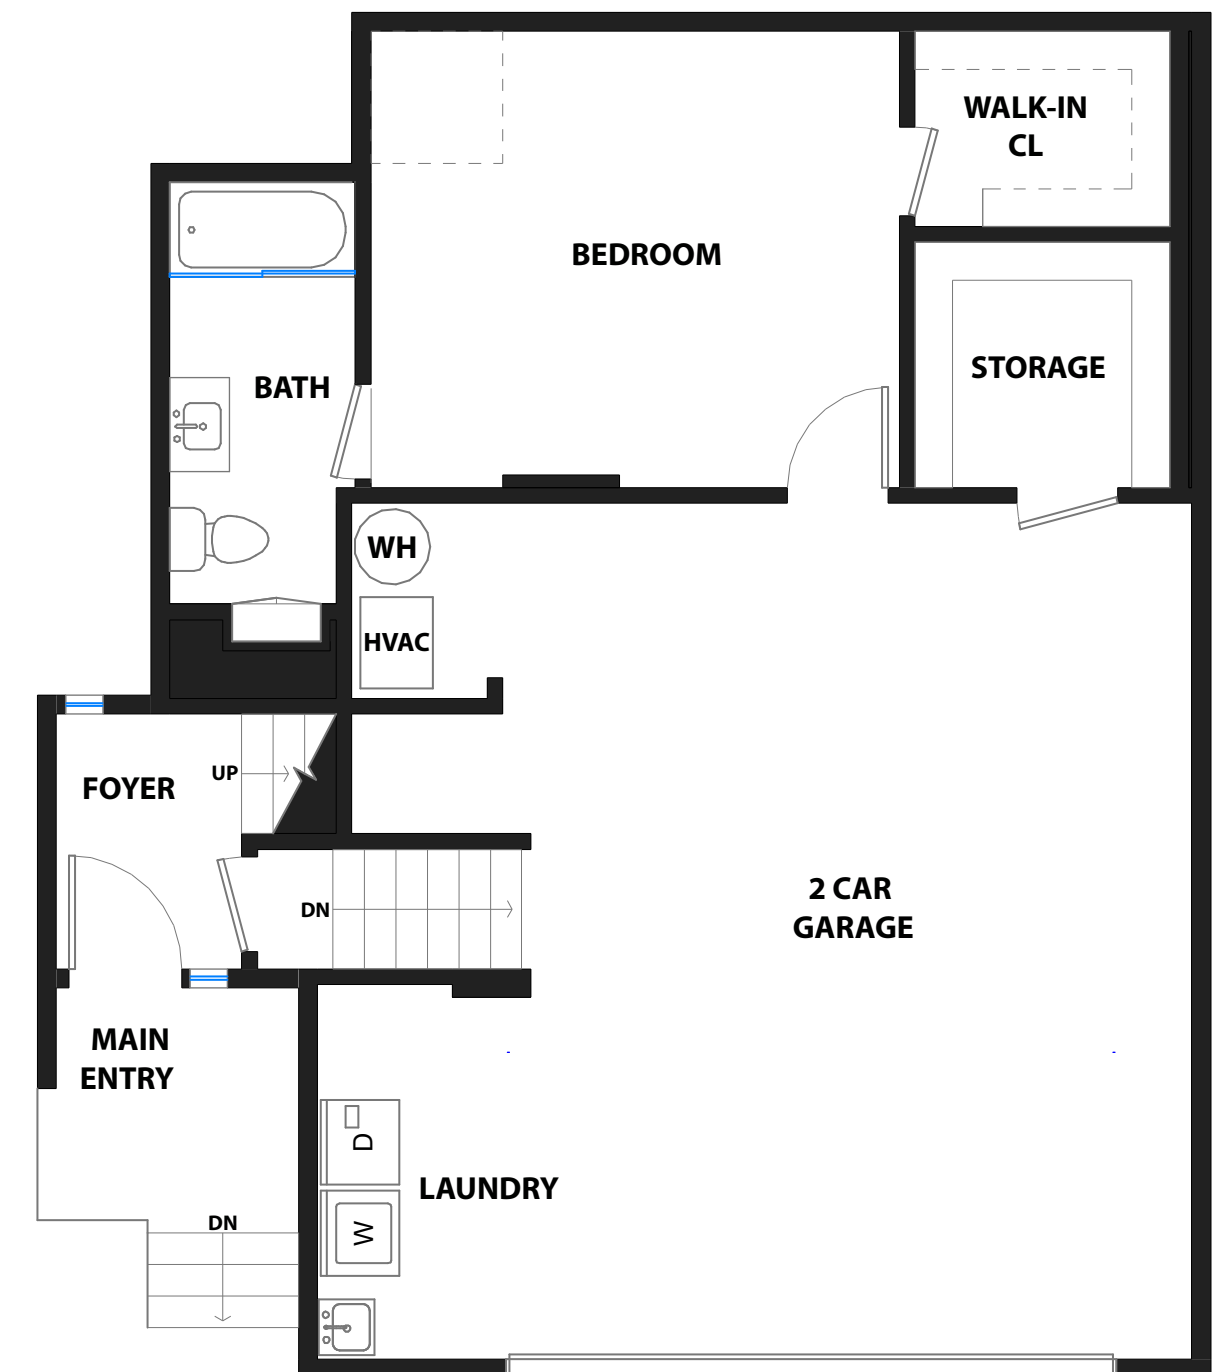 WALK-IN
CL
BEDROOM
STORAGE
BATH
WH
HVAC
UP
FOYER
2 CAR
GARAGE
DN
MAIN
ENTRY
D
LAUNDRY
W
DN